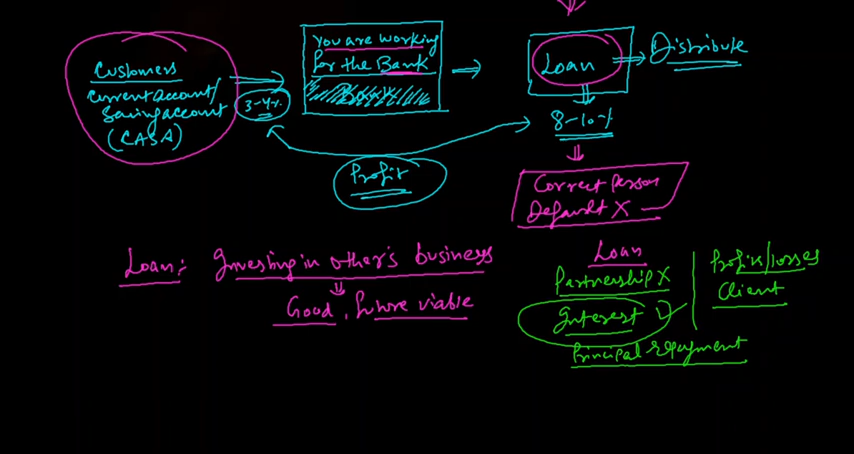 Customers
Current account/
Saving account
(CASA)
3-4%
You are working
for the Bank
Loan
Distribute
8-10%
Profit
Correct person
Default X
Loan:- Investing in other's business
Good, future viable
Loan
Partnership X
Interest ✓
Principal repayment
Profits/losses
Client